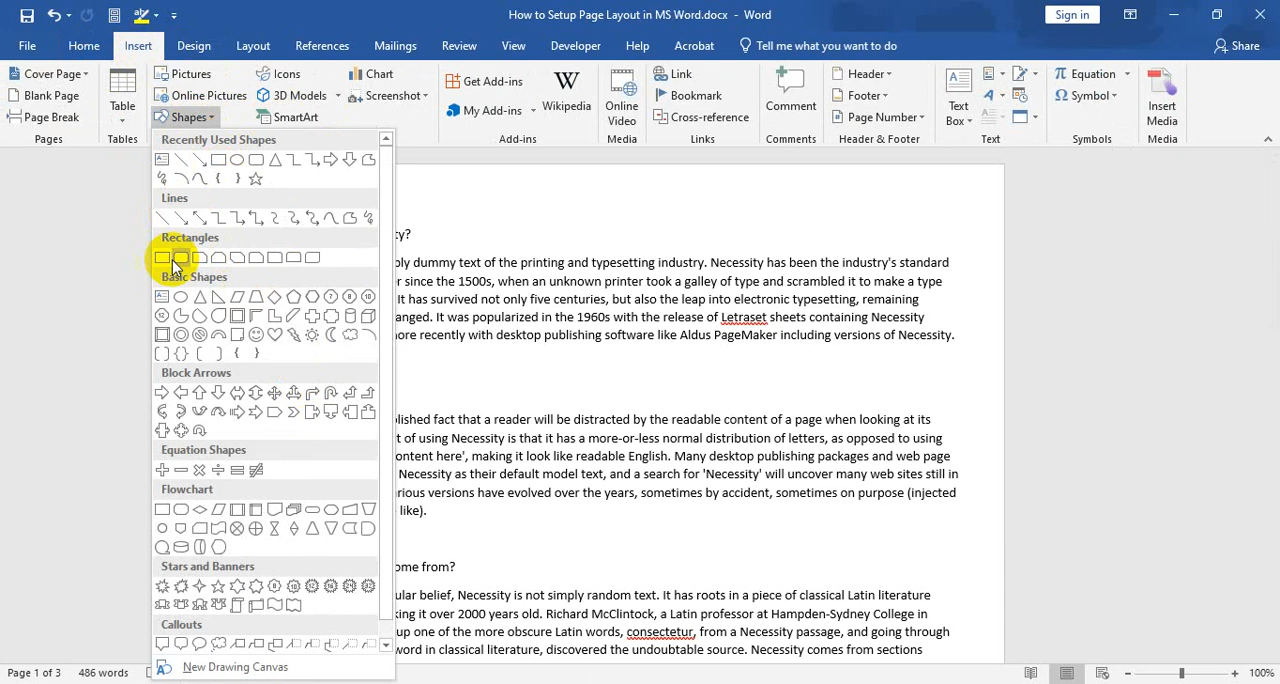 How to Setup Page Layout in MS Word.docx - Word
Sign in
File Home Insert Design Layout References Mailings Review View Developer Help Acrobat Tell me what you want to do Share
Cover Page
Blank Page
Page Break
Pages
Table
Tables
Pictures
Online Pictures
Shapes
Icons
3D Models
SmartArt
Chart
Screenshot
Get Add-ins
My Add-ins
Wikipedia
Add-ins
Online Video
Media
Link
Bookmark
Cross-reference
Links
Comment
Comments
Header
Footer
Page Number
Header & Footer
Text Box
Text
Equation
Symbol
Symbols
Insert Media
Media
Recently Used Shapes
Lines
Rectangles
Basic Shapes
Block Arrows
Equation Shapes
Flowchart
Stars and Banners
Callouts
New Drawing Canvas
ty?
ply dummy text of the printing and typesetting industry. Necessity has been the industry's standard
er since the 1500s, when an unknown printer took a galley of type and scrambled it to make a type
It has survived not only five centuries, but also the leap into electronic typesetting, remaining
anged. It was popularized in the 1960s with the release of Letraset sheets containing Necessity
ore recently with desktop publishing software like Aldus PageMaker including versions of Necessity.
blished fact that a reader will be distracted by the readable content of a page when looking at its
t of using Necessity is that it has a more-or-less normal distribution of letters, as opposed to using
ontent here', making it look like readable English. Many desktop publishing packages and web page
Necessity as their default model text, and a search for 'Necessity' will uncover many web sites still in
arious versions have evolved over the years, sometimes by accident, sometimes on purpose (injected
like).
ome from?
ular belief, Necessity is not simply random text. It has roots in a piece of classical Latin literature
king it over 2000 years old. Richard McClintock, a Latin professor at Hampden-Sydney College in
up one of the more obscure Latin words, consectetur, from a Necessity passage, and going through
word in classical literature, discovered the undoubtable source. Necessity comes from sections
Page 1 of 3 486 words 100%